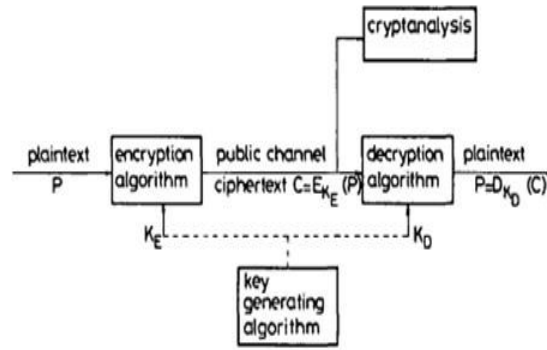 cryptanalysis
plaintext
P
encryption
algorithm
public channel
ciphertext C=E_{K_E}(P)
decryption
algorithm
plaintext
P=D_{K_D}(C)
K_E
K_D
key
generating
algorithm